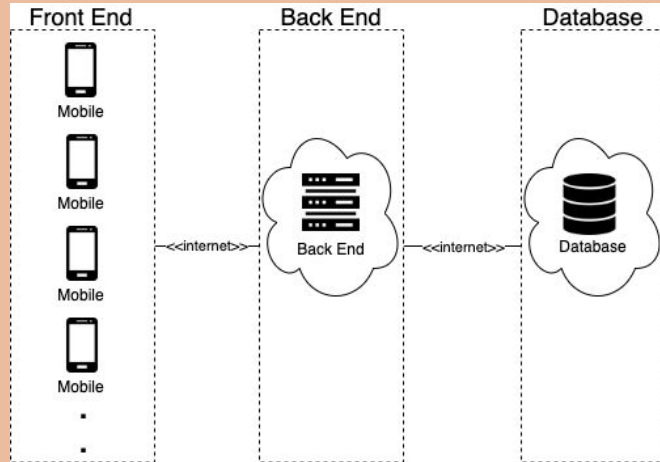 Front End
Back End
Database
Mobile
Mobile
<<internet>>
Back End
<<internet>>
Database
Mobile
Mobile